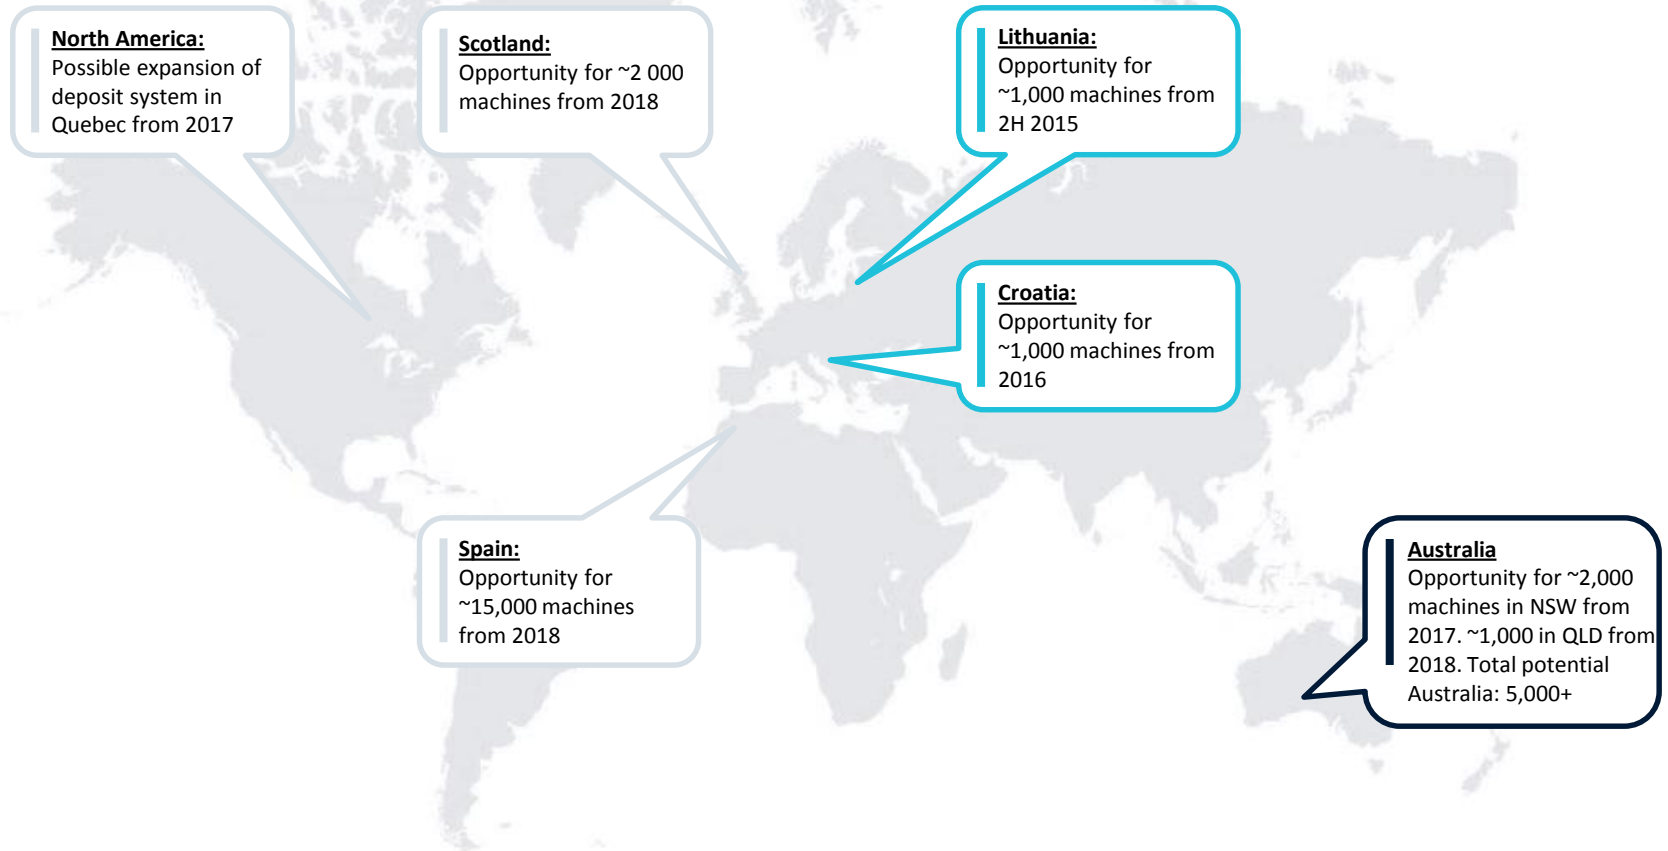 North America:
Possible expansion of
deposit system in
Quebec from 2017
Scotland:
Opportunity for ~2 000
machines from 2018
Lithuania:
Opportunity for
~1,000 machines from
2H 2015
Croatia:
Opportunity for
~1,000 machines from
2016
Spain:
Opportunity for
~15,000 machines
from 2018
Australia
Opportunity for ~2,000
machines in NSW from
2017. ~1,000 in QLD from
2018. Total potential
Australia: 5,000+